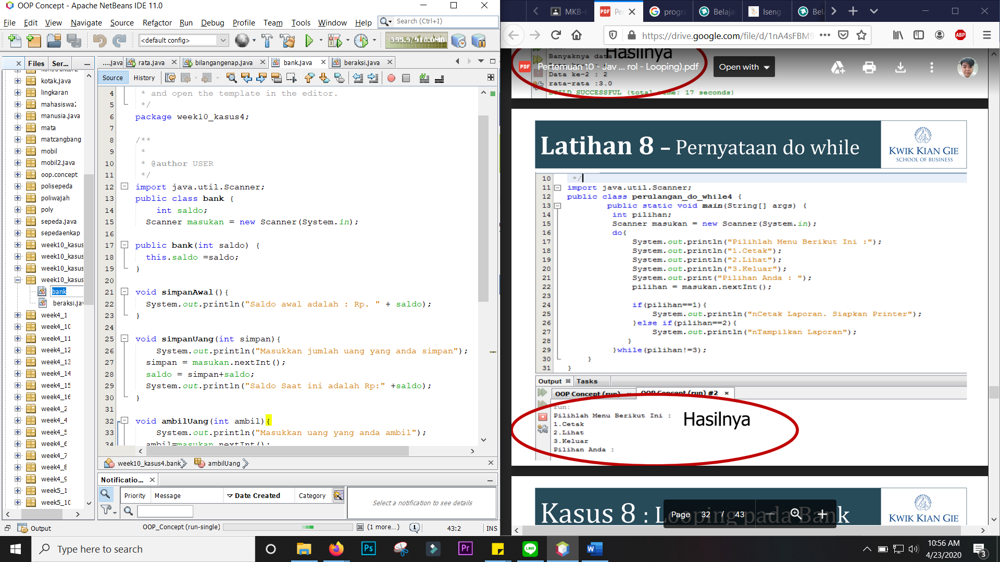 OOP Concept - Apache NetBeans IDE 11.0
File Edit View Navigate Source Refactor Run Debug Profile Team Tools Window Help
Search (Ctrl+I)
<default config>
395.9/918.0MB
Files Ser...
....java rata.java bilangangenap.java bank.java beraksi.java
Source History
kotak.java
lingkaran
mahasiswa2
manusia.java
mata
matcangbang
mobil
mobil2.java
oop.concept
polisepeda
poliwajah
poly
sepeda.java
sepedaenkap
week10_kasus
week10_kasus
week10_kasus
week10_kasus
bank
beraksi.jav
week4_1
week4_10
week4_11
week4_12
week4_13
week4_14
week4_15
week4_16
week4_2
week4_4
week4_5
week4_6
week4_7
week4_8
week4_9
week5_1
week5_10
4 * and open the template in the editor.
5 */
6 package week10_kasus4;
7
8 /**
9 *
10 * @author USER
11 */
12 import java.util.Scanner;
13 public class bank {
14 int saldo;
15 Scanner masukan = new Scanner(System.in);
16
17 public bank(int saldo) {
18 this.saldo =saldo;
19 }
20
21 void simpanAwal(){
22 System.out.println("Saldo awal adalah : Rp. " + saldo);
23 }
24
25 void simpanUang(int simpan){
26 System.out.println("Masukkan jumlah uang yang anda simpan");
27 simpan = masukan.nextInt();
28 saldo = simpan+saldo;
29 System.out.println("Saldo Saat ini adalah Rp:" +saldo);
30 }
31
32 void ambilUang(int ambil){
33 System.out.println("Masukkan uang yang anda ambil");
34 ambil=masukan.nextInt();
week10_kasus4.bank ambilUang
Notificatio...
Priority Message Date Created Category
Select a notification to see details
Output
OOP_Concept (run-single) (1 more...) 1 43:2 INS
MKB-6 Pe progra Belaja Iseng Bel
https://drive.google.com/file/d/1nA4sFBM9
ABP
Banyaknya data
Hasilnya
PDF Pertemuan 10 - Jav ... rol - Looping).pdf
Open with
Data ke-2 : 2
rata-rata :3.0
BUILD SUCCESSFUL (total time: 17 seconds)
Latihan 8 – Pernyataan do while
KWIK KIAN GIE
SCHOOL OF BUSINESS
10 */
11 import java.util.Scanner;
12 public class perulangan_do_while4 {
13 public static void main(String[] args) {
14 int pilihan;
15 Scanner masukan = new Scanner(System.in);
16 do{
17 System.out.println("Pilihlah Menu Berikut Ini :");
18 System.out.println("1.Cetak");
19 System.out.println("2.Lihat");
20 System.out.println("3.Keluar");
21 System.out.print("Pilihan Anda : ");
22 pilihan = masukan.nextInt();
23
24 if(pilihan==1){
25 System.out.println("nCetak Laporan. Siapkan Printer");
26 }else if(pilihan==2){
27 System.out.println("nTampilkan Laporan");
28 }
29 }while(pilihan!=3);
30 }
31 }
Output Tasks
OOP Concept (run) OOP Concept (run) #2
run:
Pilihlah Menu Berikut Ini :
Hasilnya
1.Cetak
2.Lihat
3.Keluar
Pilihan Anda :
Kasus 8 : Looping pada Bank
KWIK KIAN GIE
Page 32 / 43
Type here to search
Ps
Pr
LINE
W
10:56 AM
4/23/2020
3